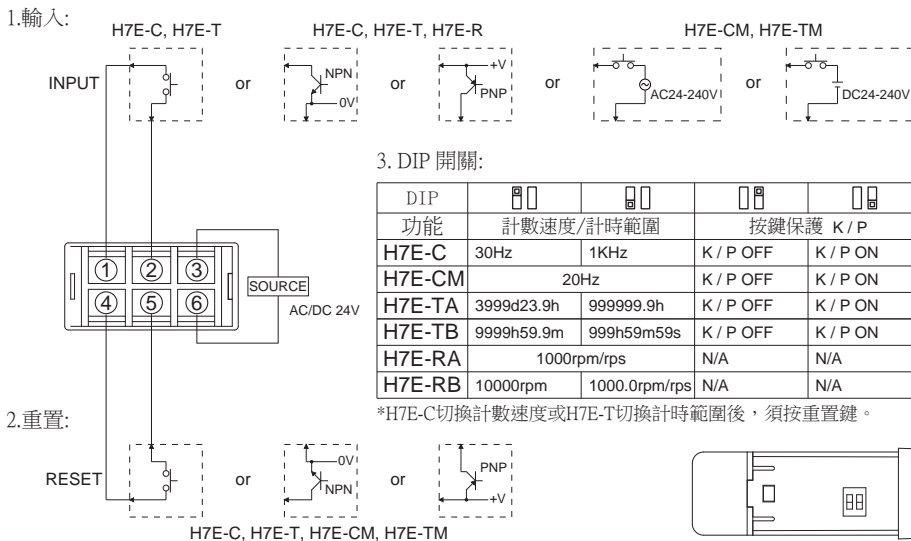 1.輸入:
H7E-C, H7E-T
H7E-C, H7E-T, H7E-R
H7E-CM, H7E-TM
INPUT
or
NPN
0V
or
+V
PNP
or
AC24-240V
or
DC24-240V
3. DIP 開關:
DIP
功能 計數速度/計時範圍 按鍵保護 K / P
H7E-C 30Hz 1KHz K / P OFF K / P ON
H7E-CM 20Hz K / P OFF K / P ON
H7E-TA 3999d23.9h 999999.9h K / P OFF K / P ON
H7E-TB 9999h59.9m 999h59m59s K / P OFF K / P ON
H7E-RA 1000rpm/rps N/A N/A
H7E-RB 10000rpm 1000.0rpm/rps N/A N/A
*H7E-C切換計數速度或H7E-T切換計時範圍後，須按重置鍵。
1 2 3
4 5 6
SOURCE
AC/DC 24V
2.重置:
RESET
or
0V
NPN
or
PNP
+V
H7E-C, H7E-T, H7E-CM, H7E-TM